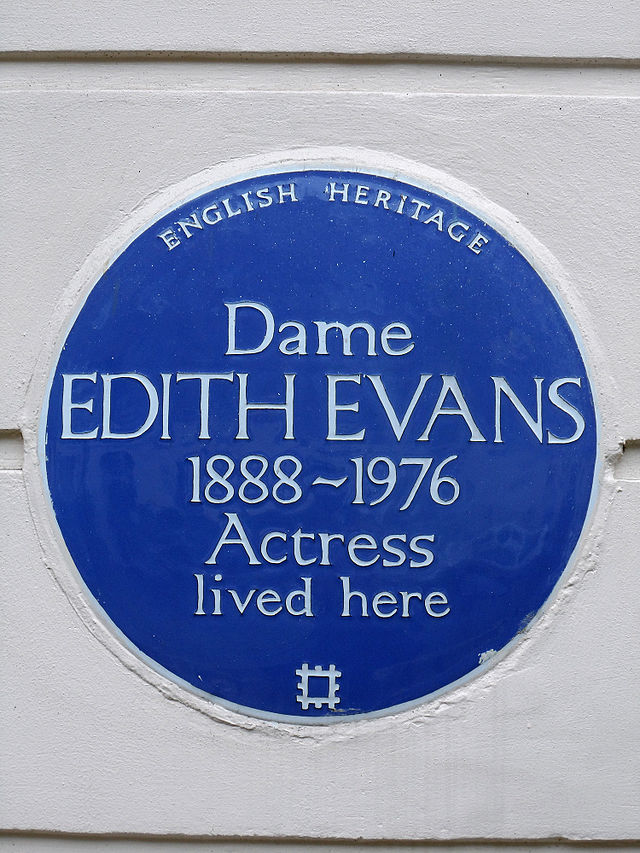 ENGLISH HERITAGE
Dame
EDITH EVANS
1888~1976
Actress
lived here